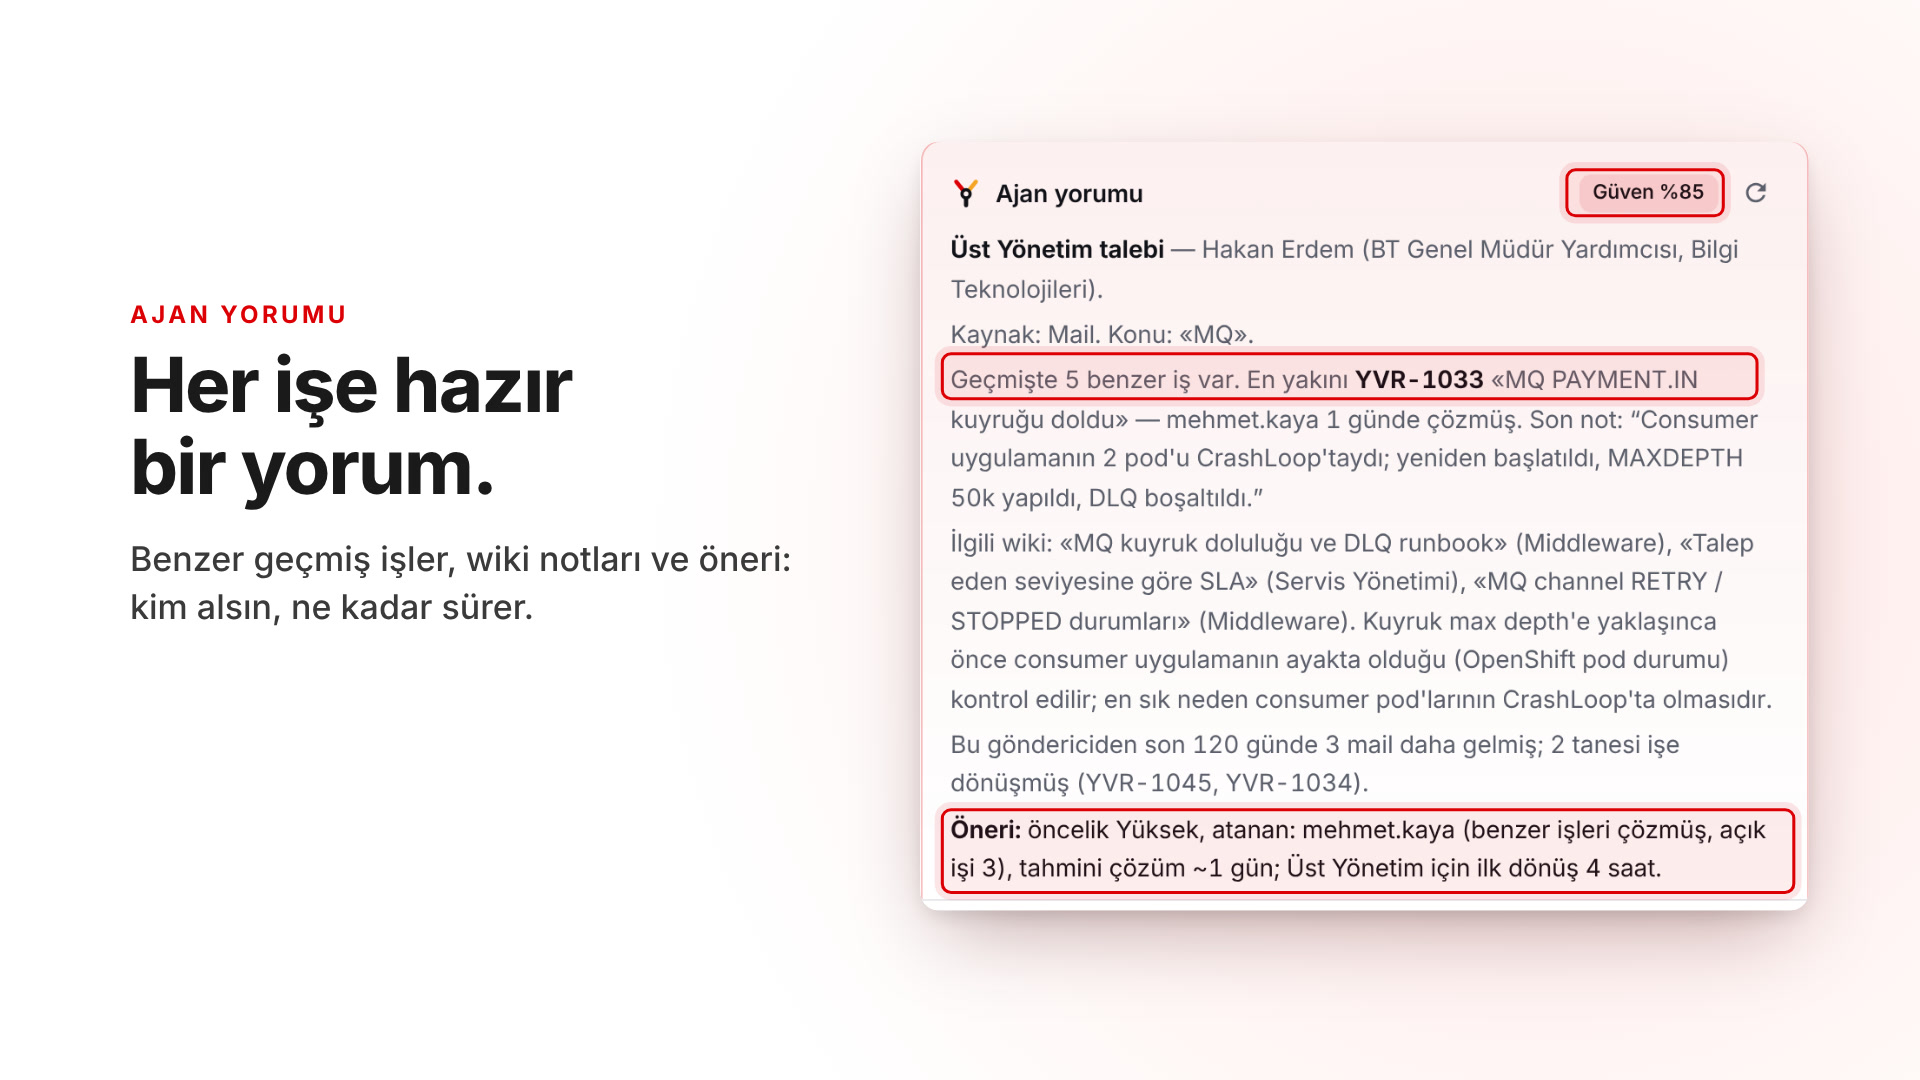 AJAN YORUMU
Her işe hazır
bir yorum.
Benzer geçmiş işler, wiki notları ve öneri:
kim alsın, ne kadar sürer.
Ajan yorumu
Güven %85
Üst Yönetim talebi — Hakan Erdem (BT Genel Müdür Yardımcısı, Bilgi
Teknolojileri).
Kaynak: Mail. Konu: «MQ».
Geçmişte 5 benzer iş var. En yakını YVR-1033 «MQ PAYMENT.IN
kuyruğu doldu» — mehmet.kaya 1 günde çözmüş. Son not: “Consumer
uygulamanın 2 pod'u CrashLoop'taydı; yeniden başlatıldı, MAXDEPTH
50k yapıldı, DLQ boşaltıldı.”
İlgili wiki: «MQ kuyruk doluluğu ve DLQ runbook» (Middleware), «Talep
eden seviyesine göre SLA» (Servis Yönetimi), «MQ channel RETRY /
STOPPED durumları» (Middleware). Kuyruk max depth'e yaklaşınca
önce consumer uygulamanın ayakta olduğu (OpenShift pod durumu)
kontrol edilir; en sık neden consumer pod'larının CrashLoop'ta olmasıdır.
Bu göndericiden son 120 günde 3 mail daha gelmiş; 2 tanesi işe
dönüşmüş (YVR-1045, YVR-1034).
Öneri: öncelik Yüksek, atanan: mehmet.kaya (benzer işleri çözmüş, açık
işi 3), tahmini çözüm ~1 gün; Üst Yönetim için ilk dönüş 4 saat.